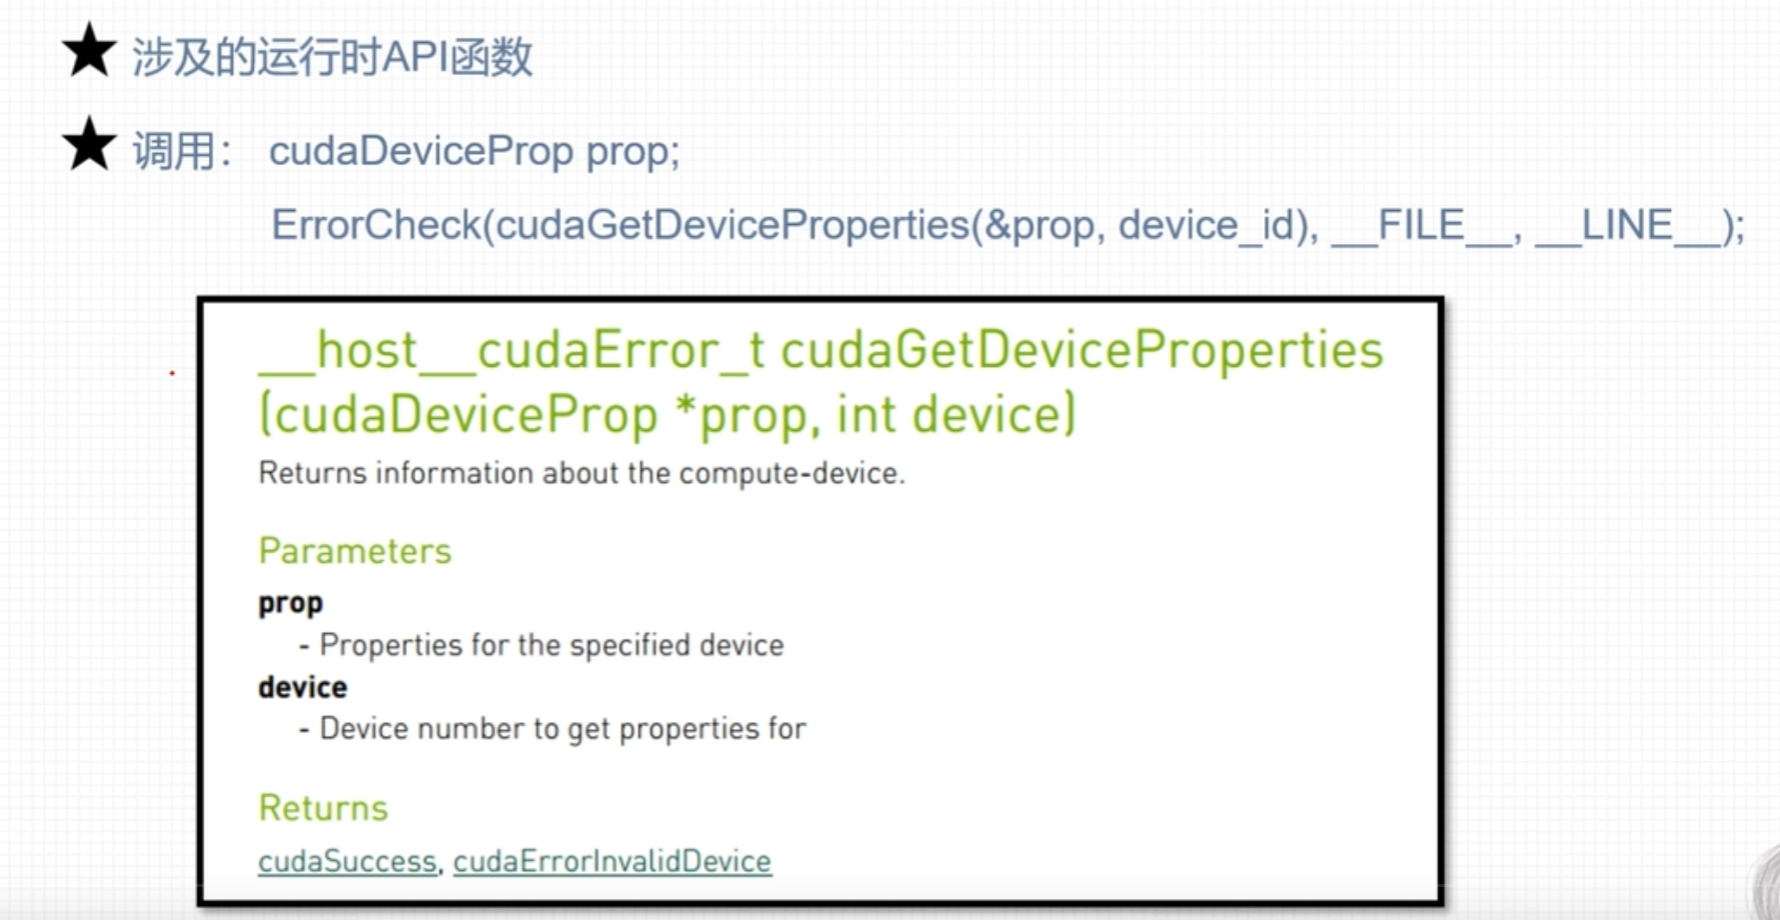 涉及的运行时API函数
调用： cudaDeviceProp prop;
ErrorCheck(cudaGetDeviceProperties(&prop, device_id), __FILE__, __LINE__);
__host__cudaError_t cudaGetDeviceProperties
(cudaDeviceProp *prop, int device)
Returns information about the compute-device.
Parameters
prop
- Properties for the specified device
device
- Device number to get properties for
Returns
cudaSuccess, cudaErrorInvalidDevice